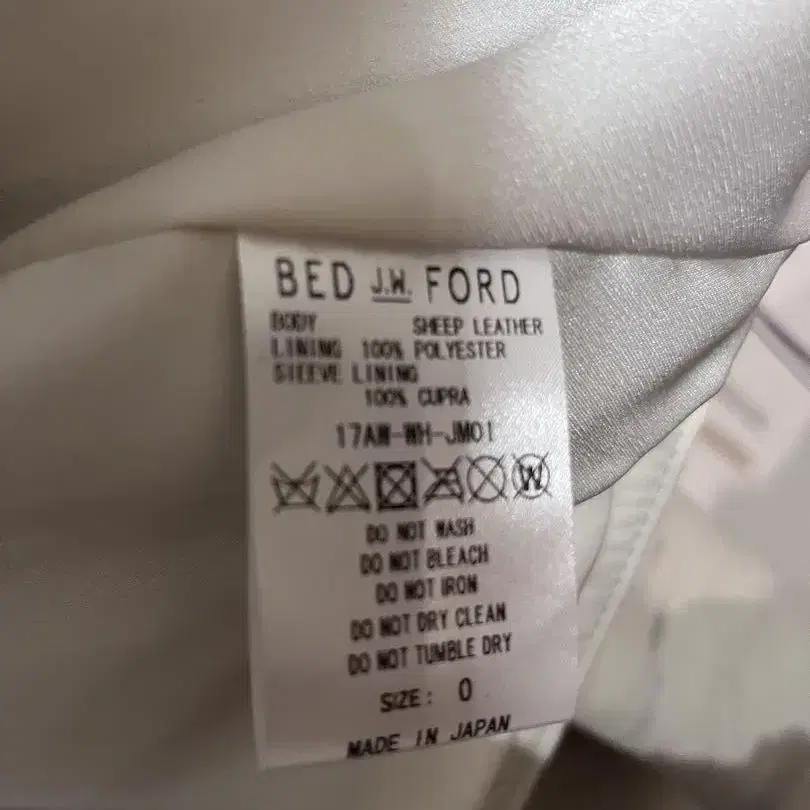 BED J.W. FORD
BODY SHEEP LEATHER
LINING 100% POLYESTER
SLEEVE LINING
100% CUPRA
17AW-WH-JM01
W
DO NOT WASH
DO NOT BLEACH
DO NOT IRON
DO NOT DRY CLEAN
DO NOT TUMBLE DRY
SIZE: 0
MADE IN JAPAN